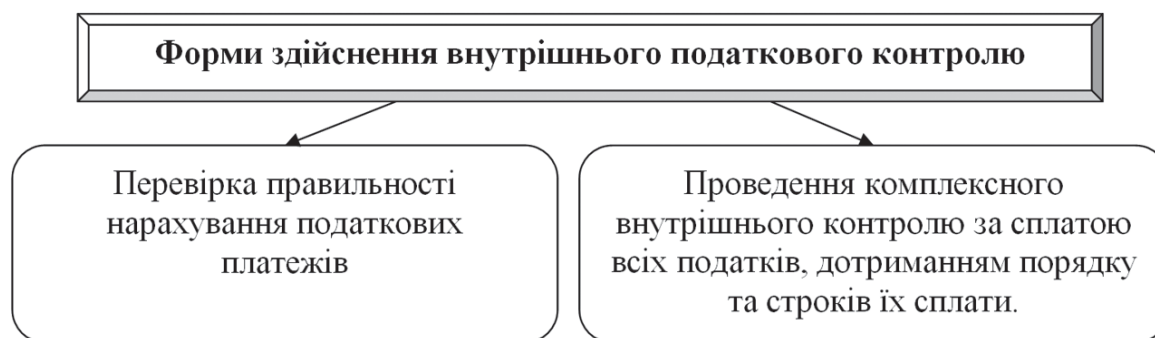 Форми здійснення внутрішнього податкового контролю
Перевірка правильності
нарахування податкових
платежів
Проведення комплексного
внутрішнього контролю за сплатою
всіх податків, дотриманням порядку
та строків їх сплати.